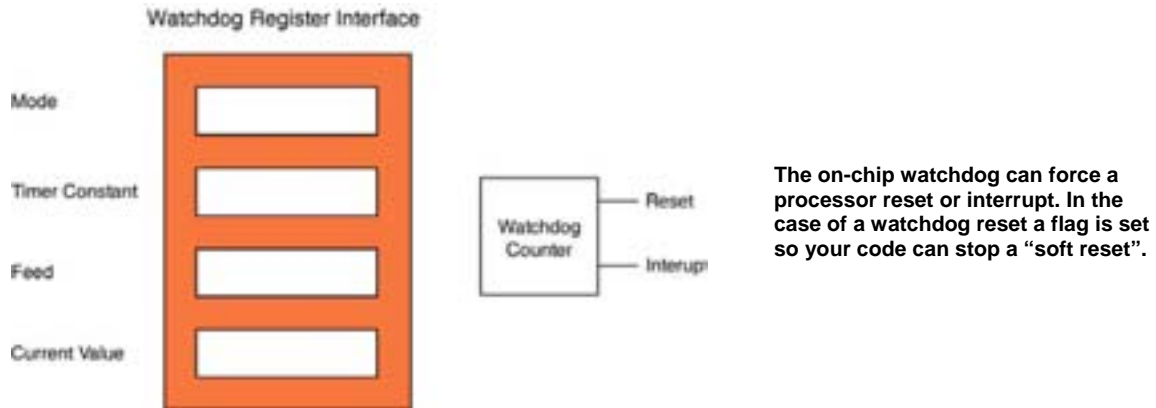 Watchdog Register Interface
Mode
Timer Constant
Feed
Current Value
Watchdog
Counter
Reset
Interupt
The on-chip watchdog can force a
processor reset or interrupt. In the
case of a watchdog reset a flag is set
so your code can stop a “soft reset”.